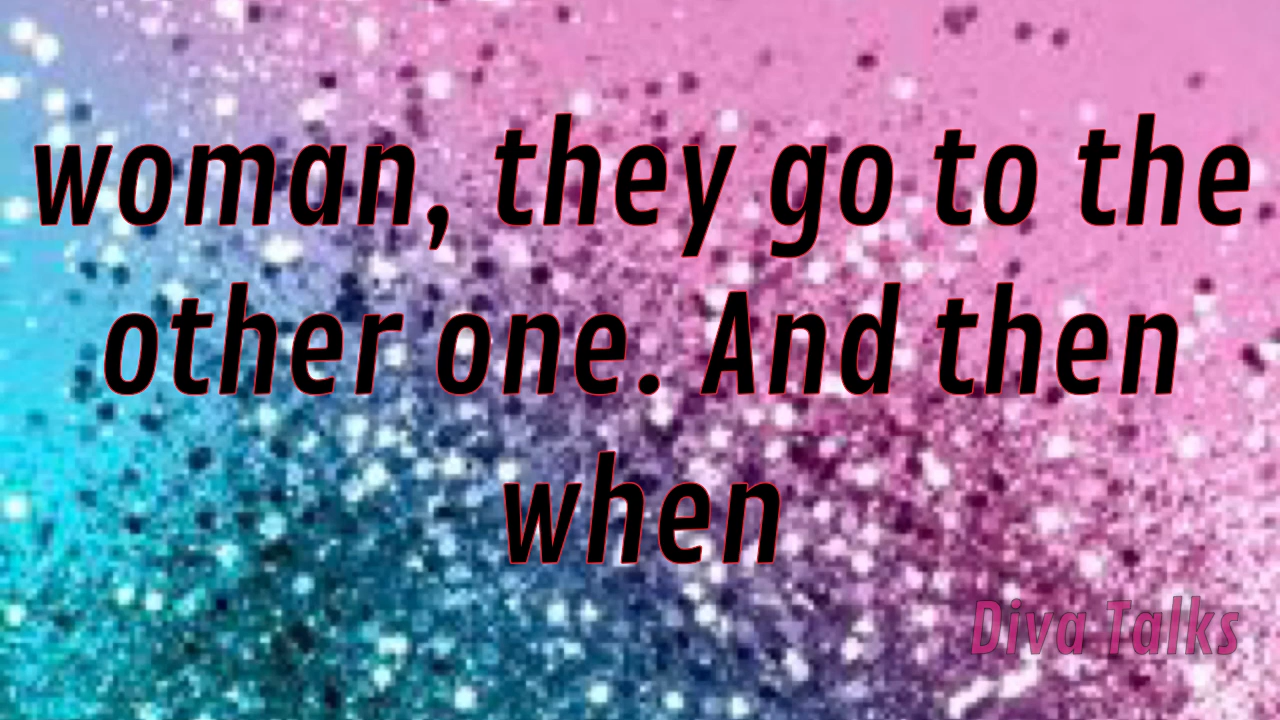 woman, they go to the
other one. And then
when
Diva Talks